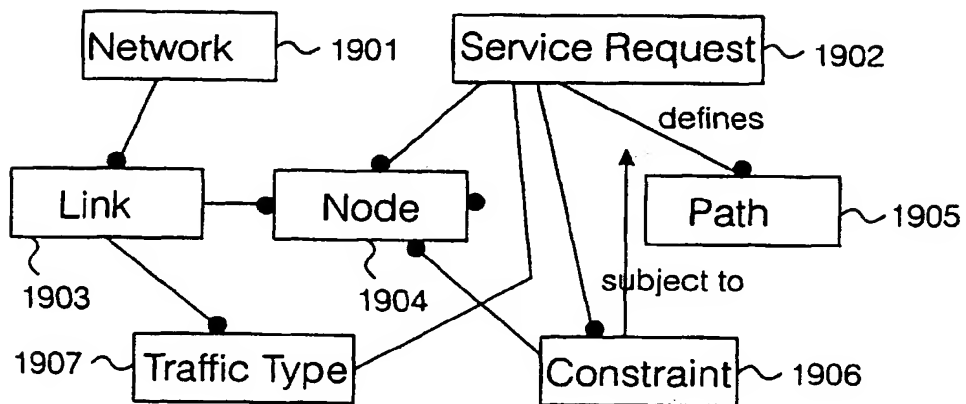 Network
1901
Service Request
1902
defines
Link
Node
Path
1905
1903
1904
subject to
1907
Traffic Type
Constraint
1906